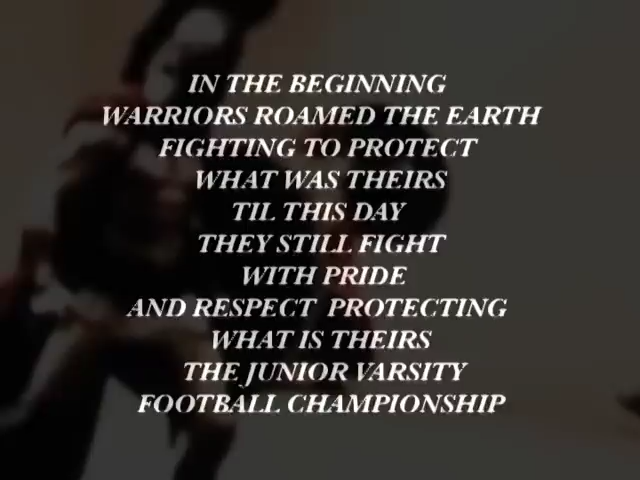 IN THE BEGINNING
WARRIORS ROAMED THE EARTH
FIGHTING TO PROTECT
WHAT WAS THEIRS
TIL THIS DAY
THEY STILL FIGHT
WITH PRIDE
AND RESPECT PROTECTING
WHAT IS THEIRS
THE JUNIOR VARSITY
FOOTBALL CHAMPIONSHIP